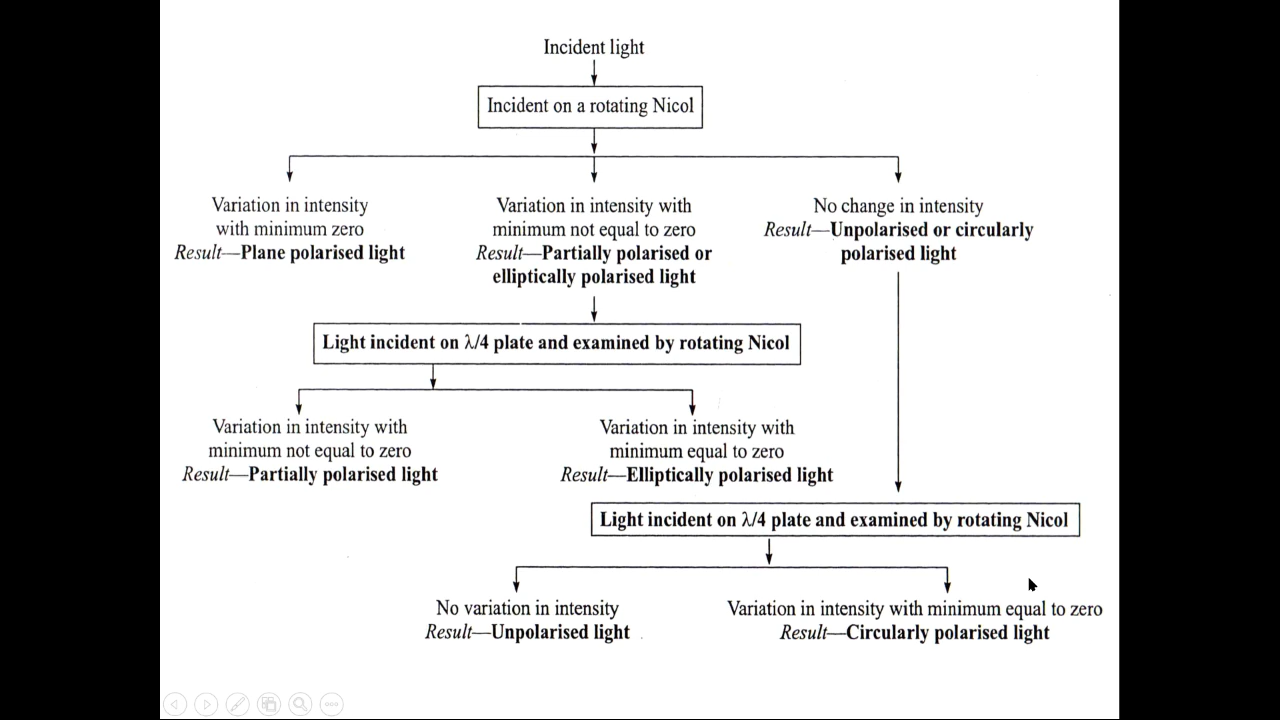 Incident light
Incident on a rotating Nicol
Variation in intensity
with minimum zero
Result—Plane polarised light
Variation in intensity with
minimum not equal to zero
Result—Partially polarised or
elliptically polarised light
No change in intensity
Result—Unpolarised or circularly
polarised light
Light incident on λ/4 plate and examined by rotating Nicol
Variation in intensity with
minimum not equal to zero
Result—Partially polarised light
Variation in intensity with
minimum equal to zero
Result—Elliptically polarised light
Light incident on λ/4 plate and examined by rotating Nicol
No variation in intensity
Result—Unpolarised light
Variation in intensity with minimum equal to zero
Result—Circularly polarised light